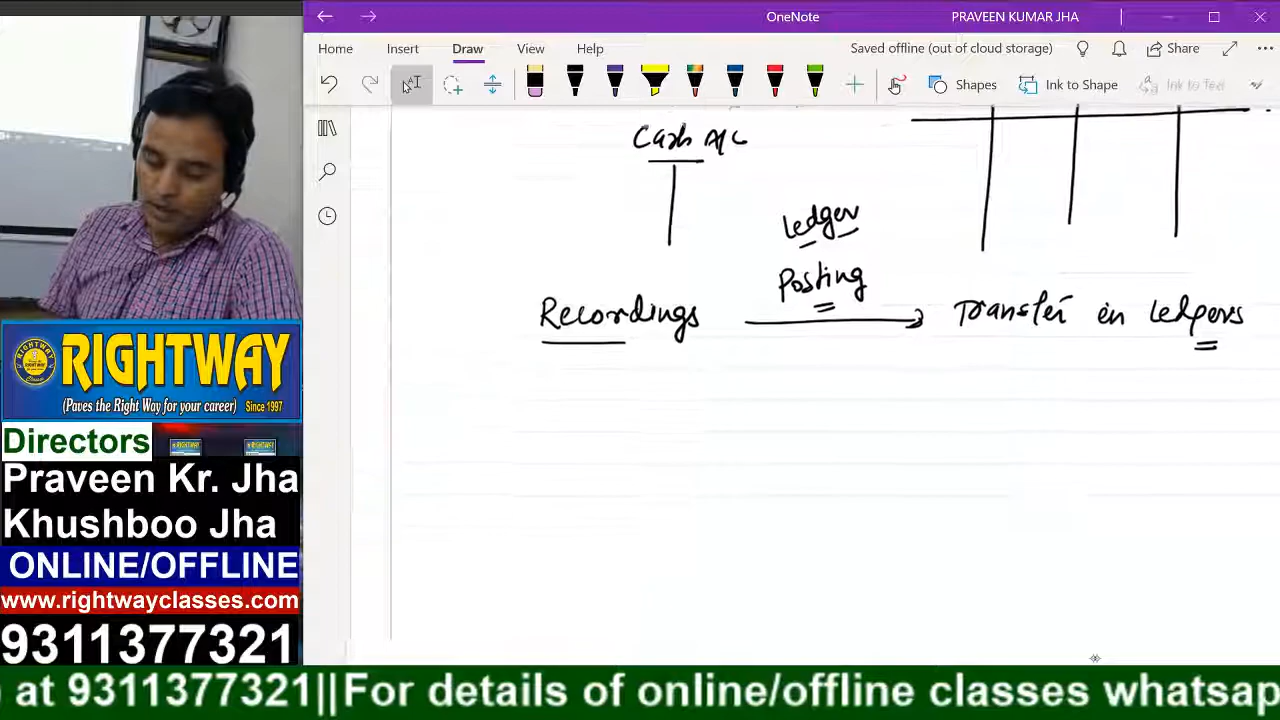 OneNote
PRAVEEN KUMAR JHA
Home Insert Draw View Help
Saved offline (out of cloud storage)
Share
Shapes
Ink to Shape
Ink to Text
Cash A/c
Ledger
Posting
Recordings
Transfer in Ledgers
RIGHTWAY
(Paves the Right Way for your career) Since 1997
Directors
Praveen Kr. Jha
Khushboo Jha
ONLINE/OFFLINE
www.rightwayclasses.com
9311377321
at 9311377321||For details of online/offline classes whatsap